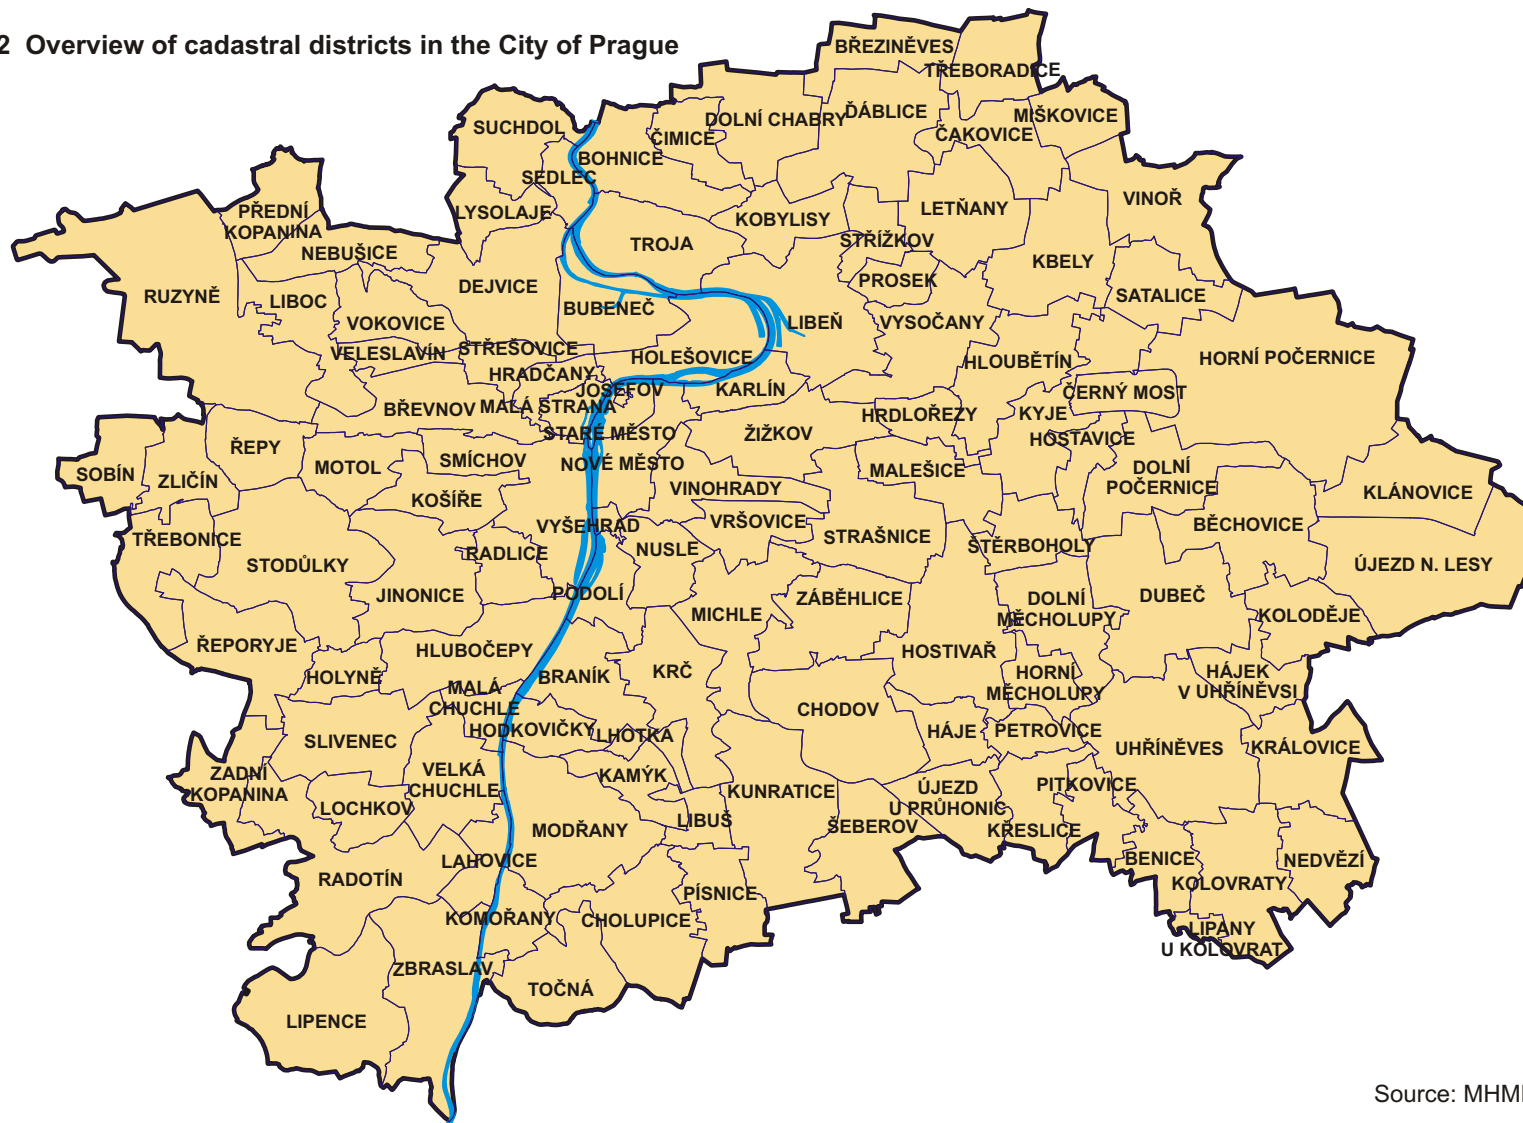 2 Overview of cadastral districts in the City of Prague
BŘEZINĚVES
TŘEBORADICE
MIŠKOVICE
ĎÁBLICE
DOLNÍ CHABRY
ČAKOVICE
SUCHDOL
ČIMICE
BOHNICE
SEDLEC
VINOŘ
LYSOLAJE
PŘEDNÍ
KOPANINA
LETŇANY
KOBYLISY
NEBUŠICE
TROJA
STŘÍŽKOV
KBELY
PROSEK
DEJVICE
RUZYNĚ
LIBOC
SATALICE
BUBENEČ
VOKOVICE
LIBEŇ
VYSOČANY
VELESLAVÍN
STŘEŠOVICE
HOLEŠOVICE
HLOUBĚTÍN
HORNÍ POČERNICE
HRADČANY
JOSEFOV
KARLÍN
ČERNÝ MOST
BŘEVNOV
MALÁ STRANA
HRDLOŘEZY
KYJE
STARÉ MĚSTO
ŽIŽKOV
HOSTAVICE
ŘEPY
MOTOL
SMÍCHOV
NOVÉ MĚSTO
MALEŠICE
DOLNÍ
POČERNICE
SOBÍN
ZLIČÍN
KOŠÍŘE
VINOHRADY
KLÁNOVICE
VYŠEHRAD
VRŠOVICE
STRAŠNICE
BĚCHOVICE
TŘEBONICE
RADLICE
NUSLE
ŠTĚRBOHOLY
STODŮLKY
ÚJEZD N. LESY
JINONICE
PODOLÍ
MICHLE
ZÁBĚHLICE
DOLNÍ
MĚCHOLUPY
DUBEČ
KOLODĚJE
ŘEPORYJE
HLUBOČEPY
HOSTIVAŘ
HOLYNĚ
BRANÍK
KRČ
HORNÍ
MĚCHOLUPY
HÁJEK
V UHŘÍNĚVSI
MALÁ
CHUCHLE
CHODOV
HODKOVIČKY
LHOTKA
HÁJE
PETROVICE
SLIVENEC
UHŘÍNĚVES
KRÁLOVICE
ZADNÍ
KOPANINA
VELKÁ
CHUCHLE
KAMÝK
KUNRATICE
ÚJEZD
U PRŮHONIC
PITKOVICE
LOCHKOV
MODŘANY
LIBUŠ
ŠEBEROV
KŘESLICE
LAHOVICE
BENICE
NEDVĚZÍ
RADOTÍN
PÍSNICE
KOLOVRATY
KOMOŘANY
CHOLUPICE
LIPANY
U KOLOVRAT
ZBRASLAV
TOČNÁ
LIPENCE
Source: MHMP